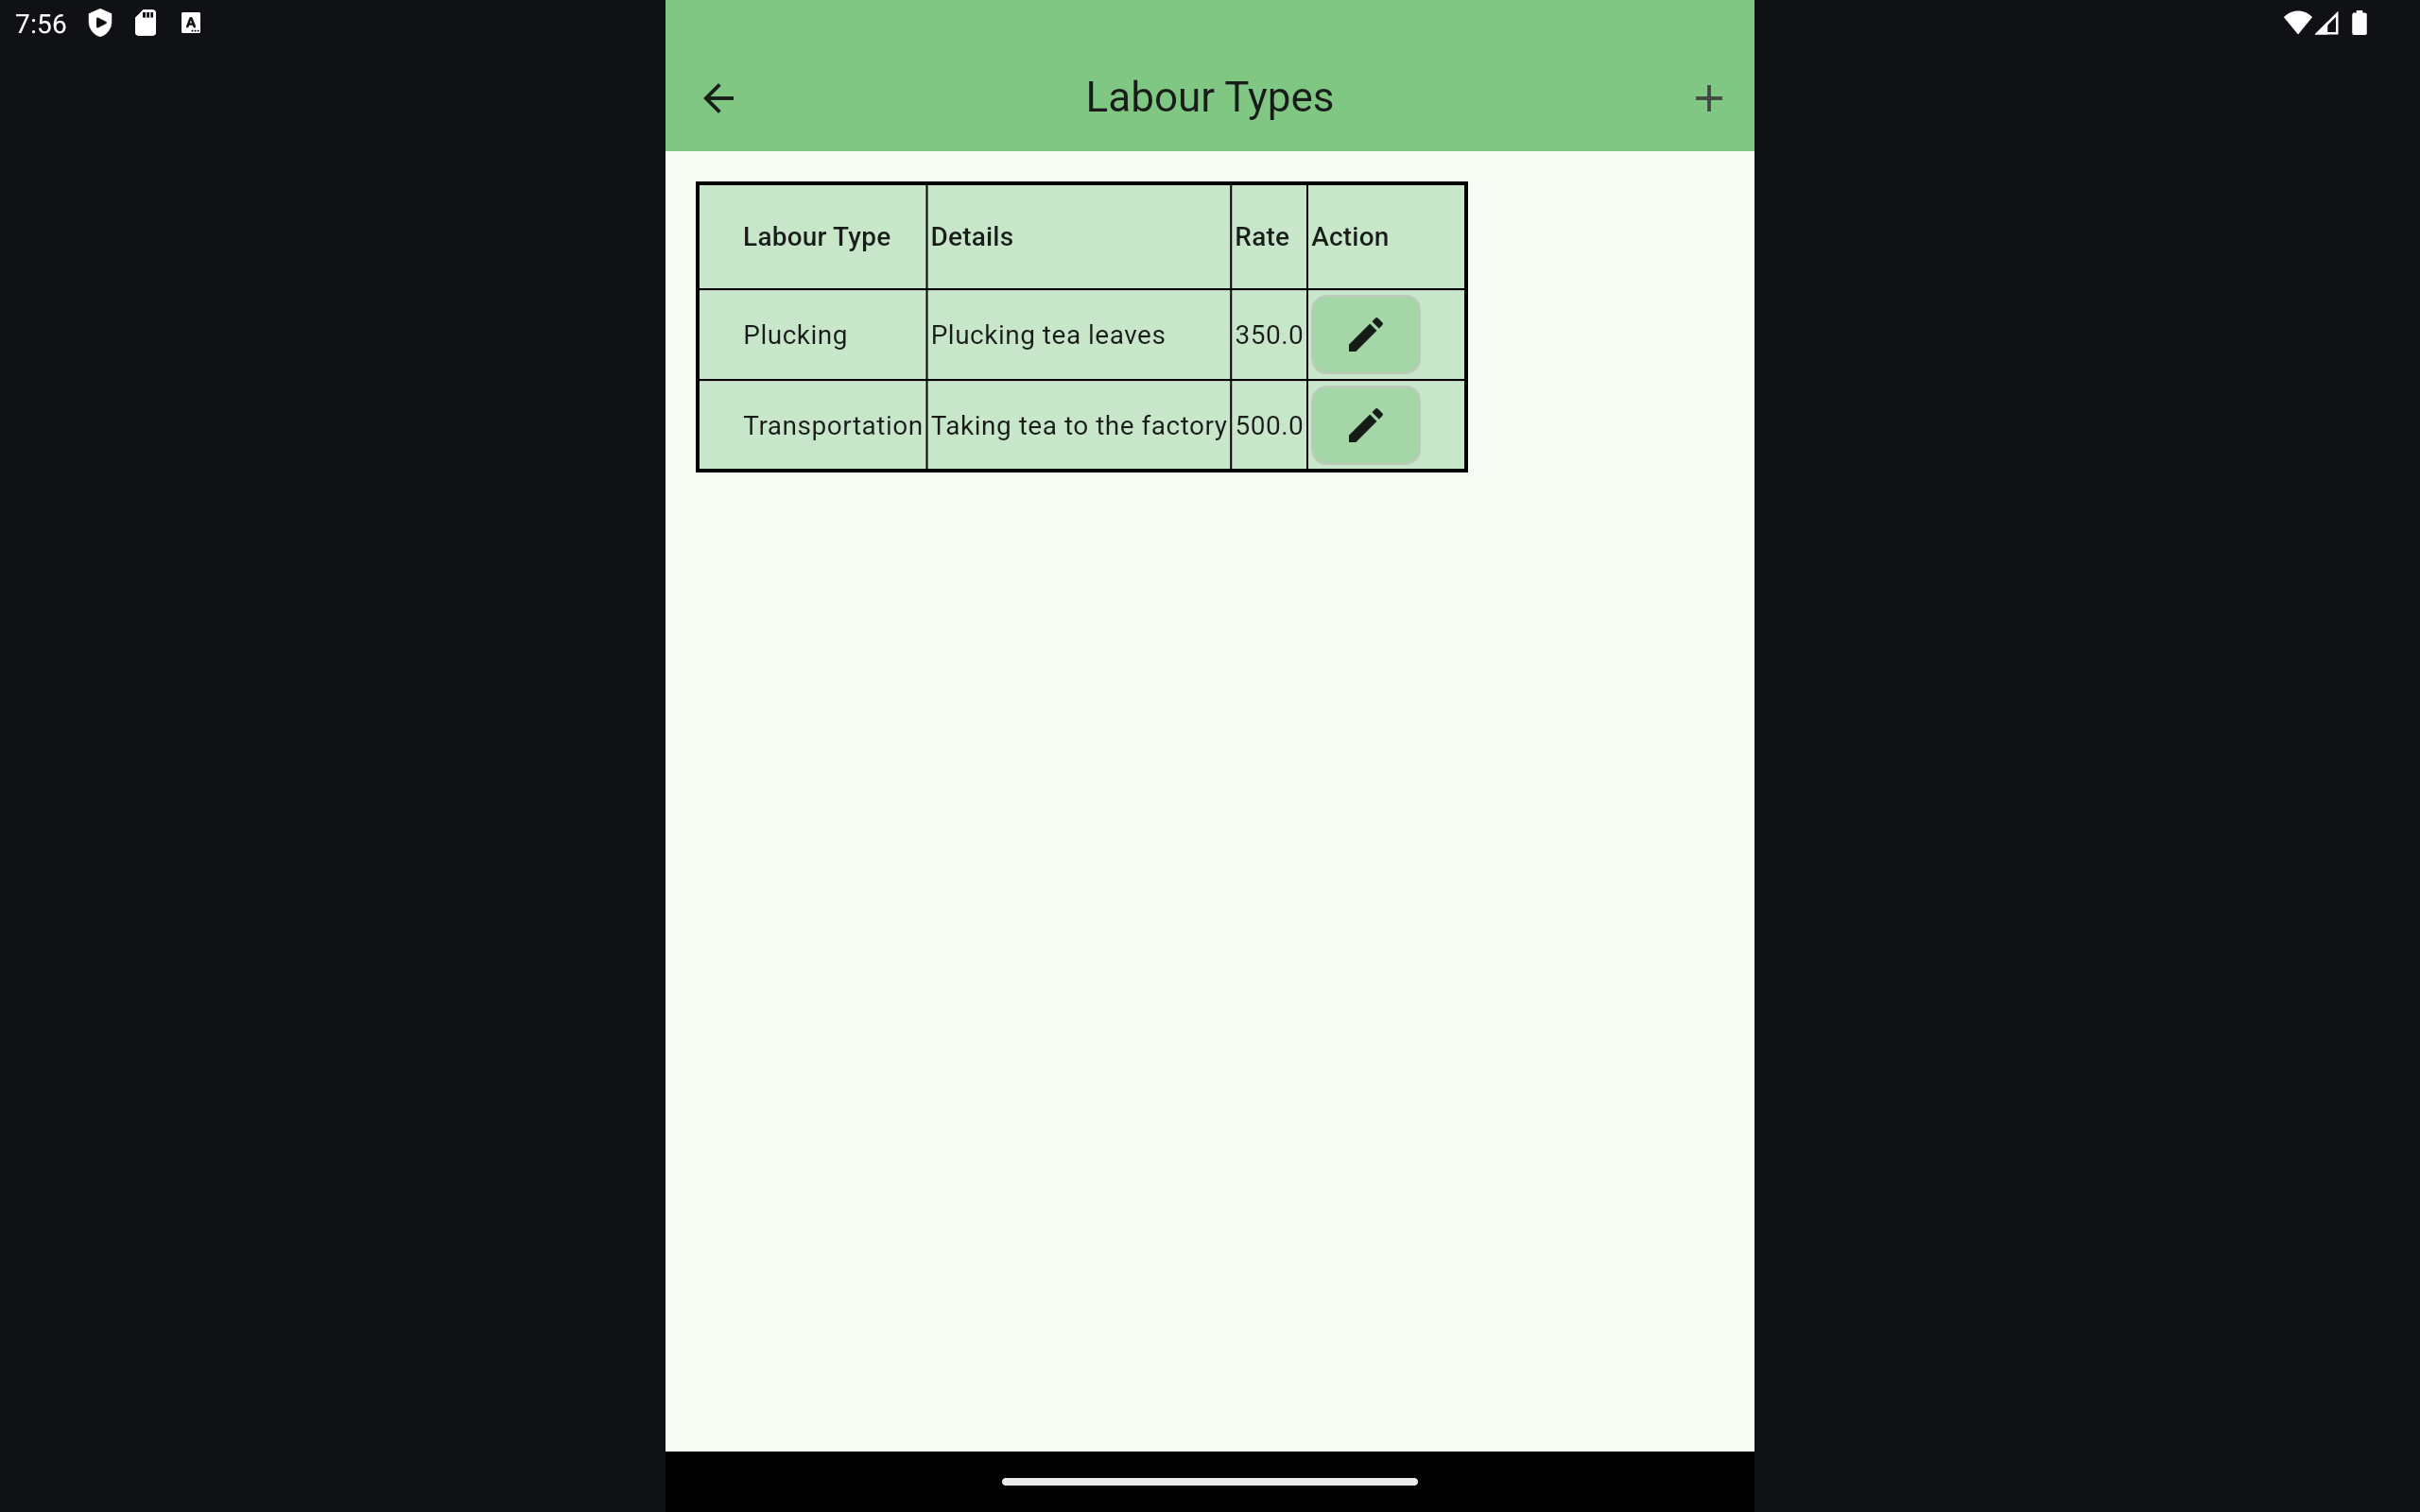 7:56
Labour Types
Labour Type Details Rate Action
Plucking Plucking tea leaves 350.0
Transportation Taking tea to the factory 500.0